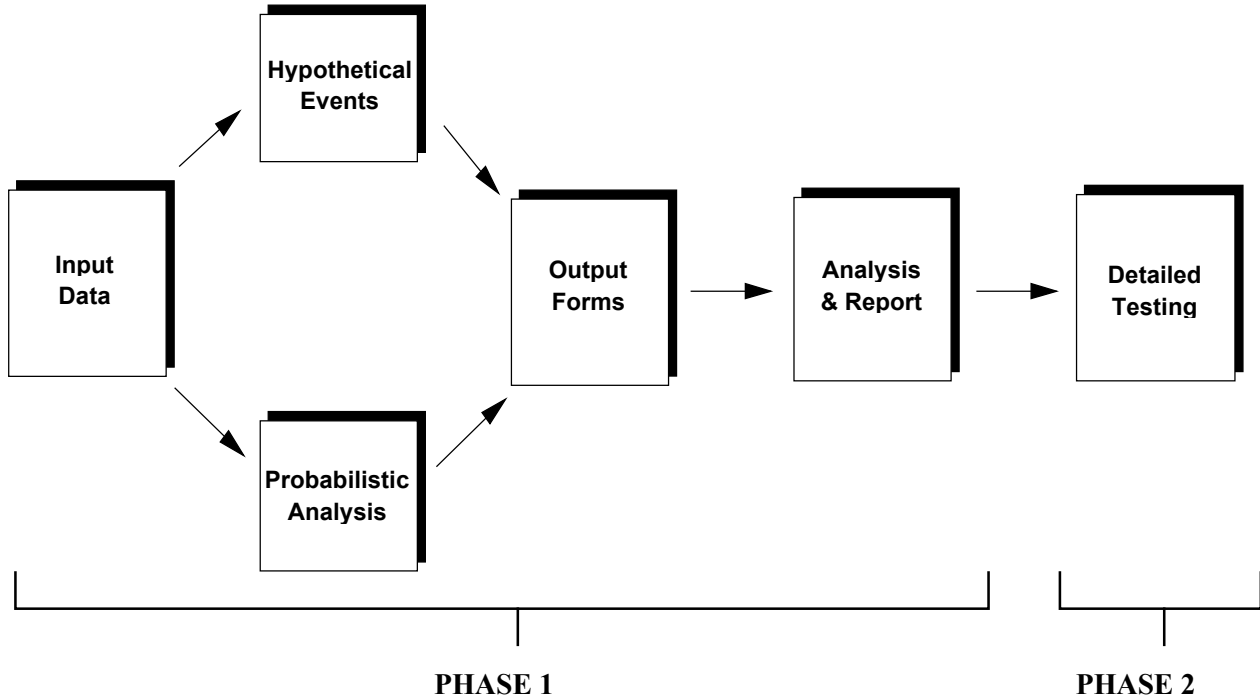 Hypothetical
Events
Input
Data
Output
Forms
Analysis
& Report
Detailed
Testing
Probabilistic
Analysis
PHASE 1
PHASE 2